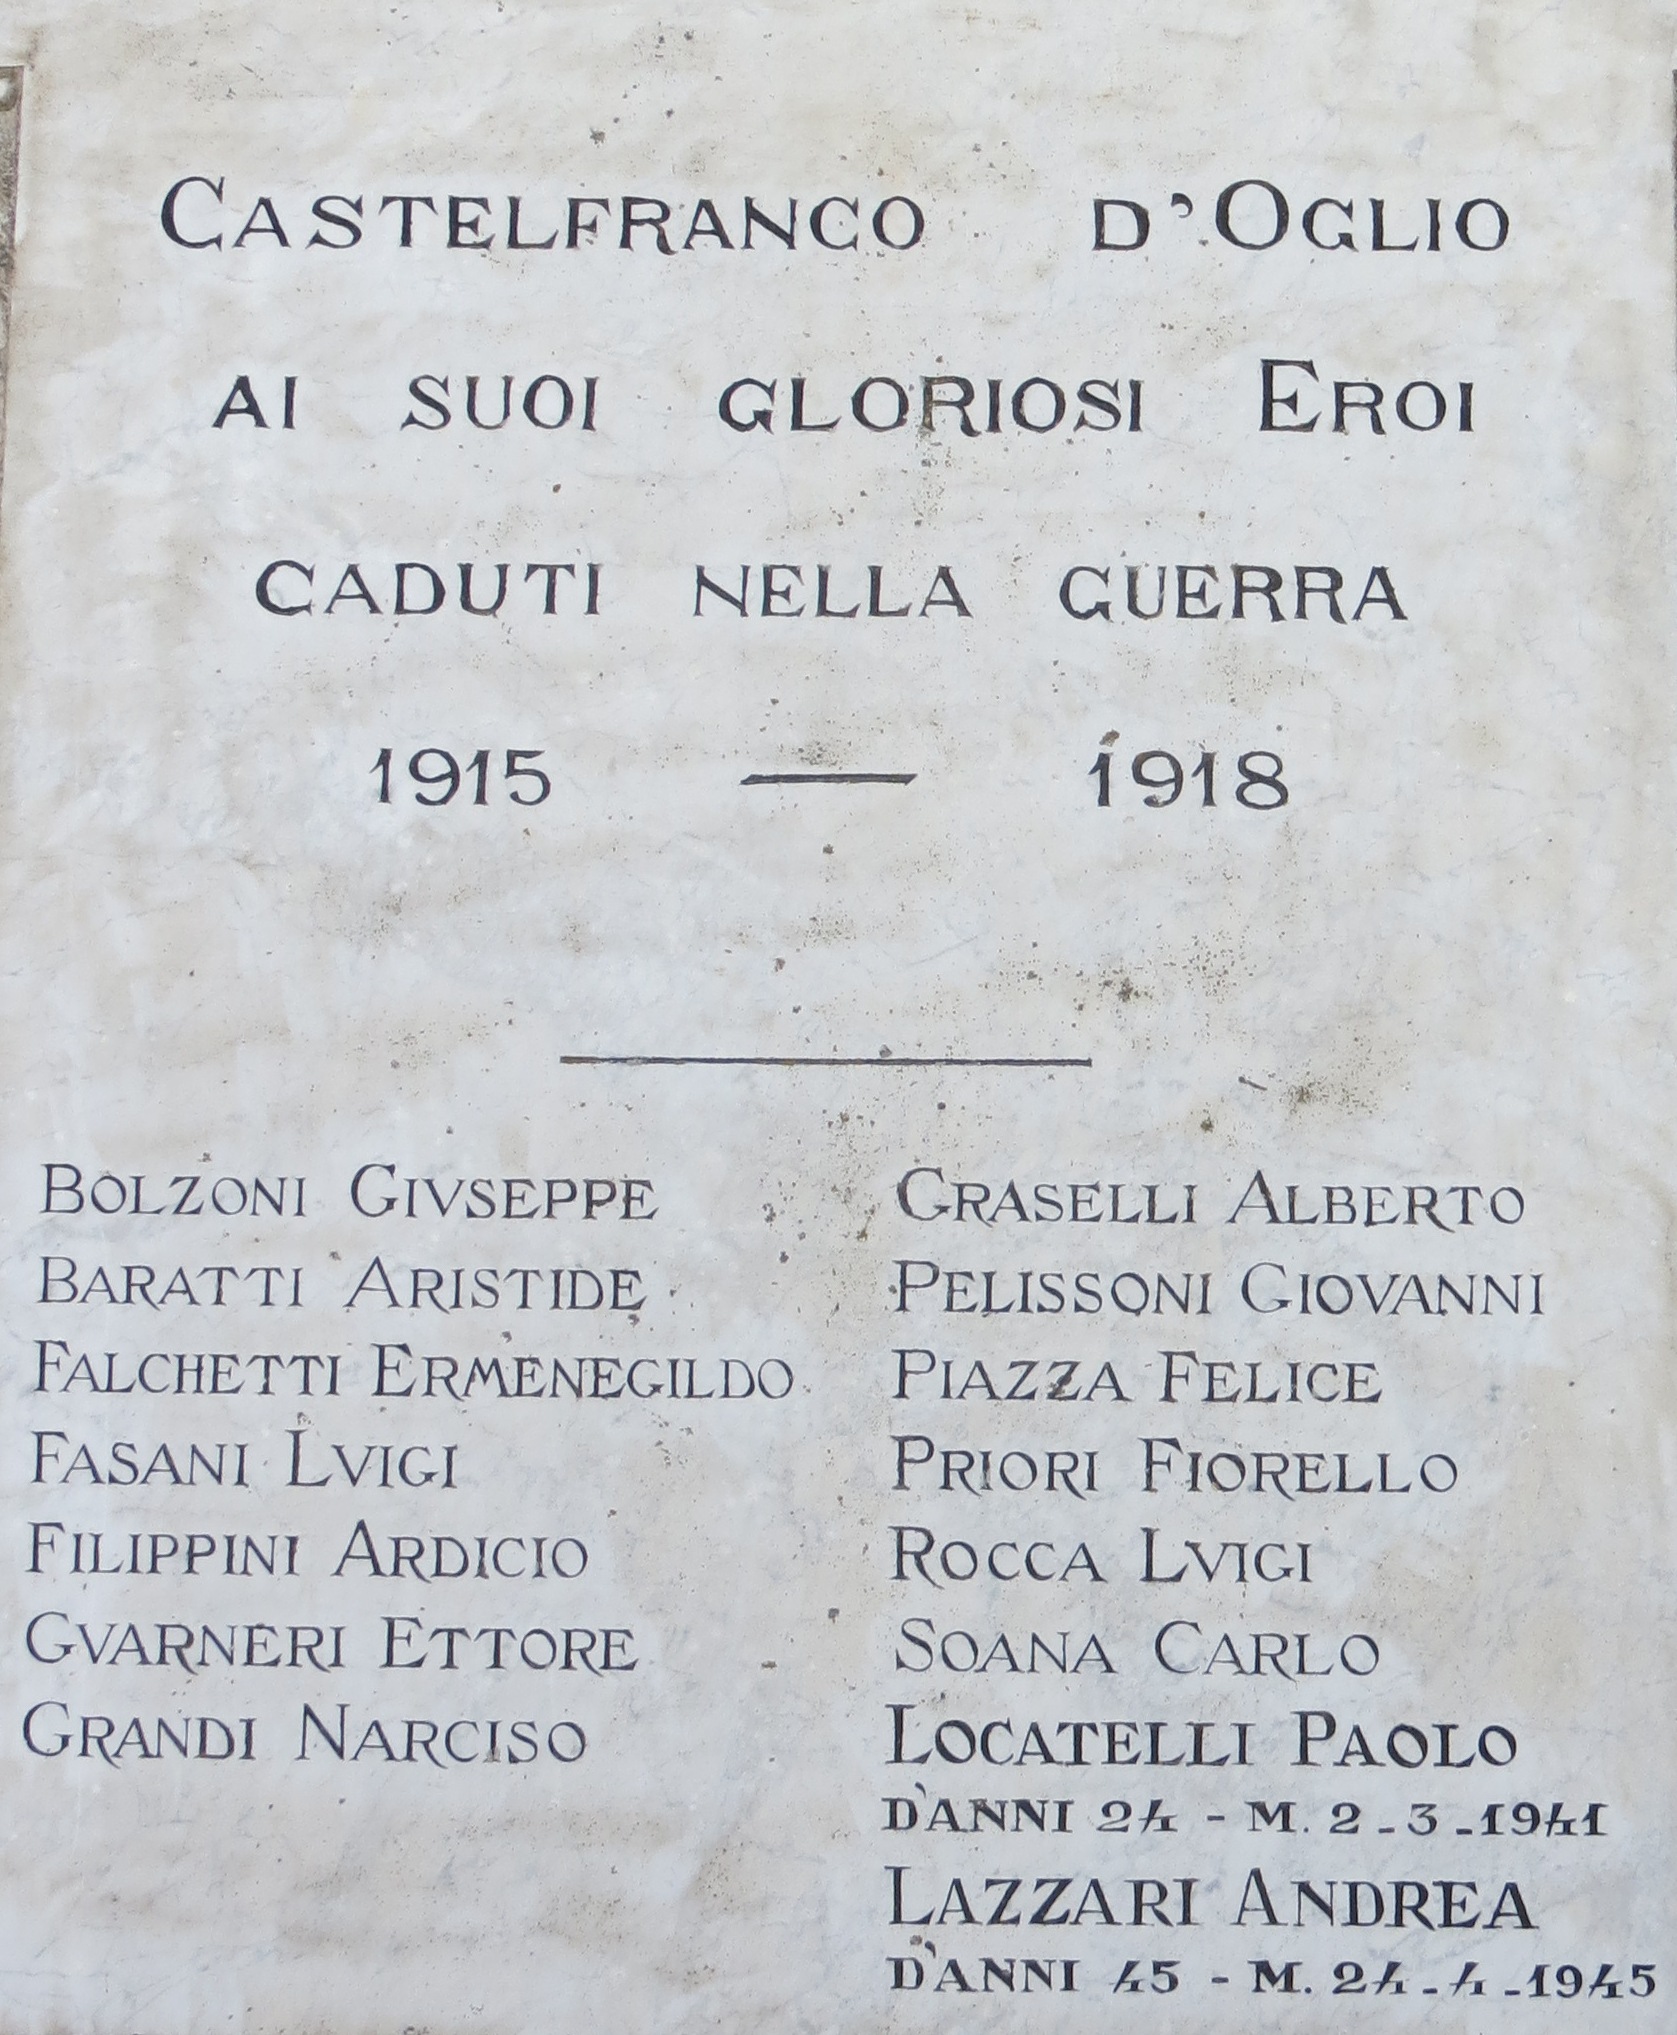 CASTELFRANCO D'OGLIO
AI SUOI GLORIOSI EROI
CADUTI NELLA GUERRA
1915 — 1918
BOLZONI GIVSEPPE
BARATTI ARISTIDE
FALCHETTI ERMENEGILDO
FASANI LVIGI
FILIPPINI ARDICIO
GVARNERI ETTORE
GRANDI NARCISO
GRASELLI ALBERTO
PELISSONI GIOVANNI
PIAZZA FELICE
PRIORI FIORELLO
ROCCA LVIGI
SOANA CARLO
LOCATELLI PAOLO
D'ANNI 24 - M. 2-3-1941
LAZZARI ANDREA
D'ANNI 45 - M. 24-4-1945